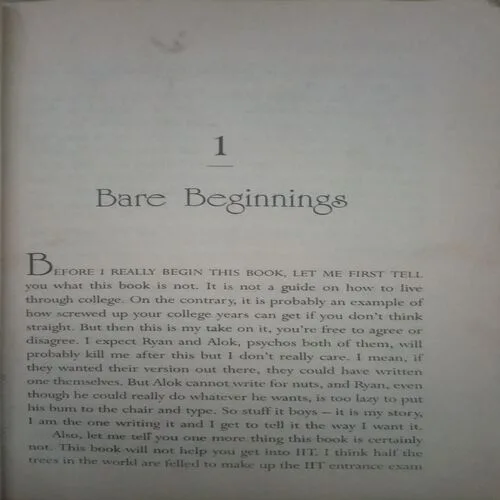 1
Bare Beginnings
BEFORE I REALLY BEGIN THIS BOOK, LET ME FIRST TELL
you what this book is not. It is not a guide on how to live
through college. On the contrary, it is probably an example of
how screwed up your college years can get if you don't think
straight. But then this is my take on it, you're free to agree or
disagree. I expect Ryan and Alok, psychos both of them, will
probably kill me after this but I don't really care. I mean, if
they wanted their version out there, they could have written
one themselves. But Alok cannot write for nuts, and Ryan, even
though he could really do whatever he wants, is too lazy to put
his bum to the chair and type. So stuff it boys – it is my story,
I am the one writing it and I get to tell it the way I want it.
Also, let me tell you one more thing this book is certainly
not. This book will not help you get into IIT. I think half the
trees in the world are felled to make up the IIT entrance exam